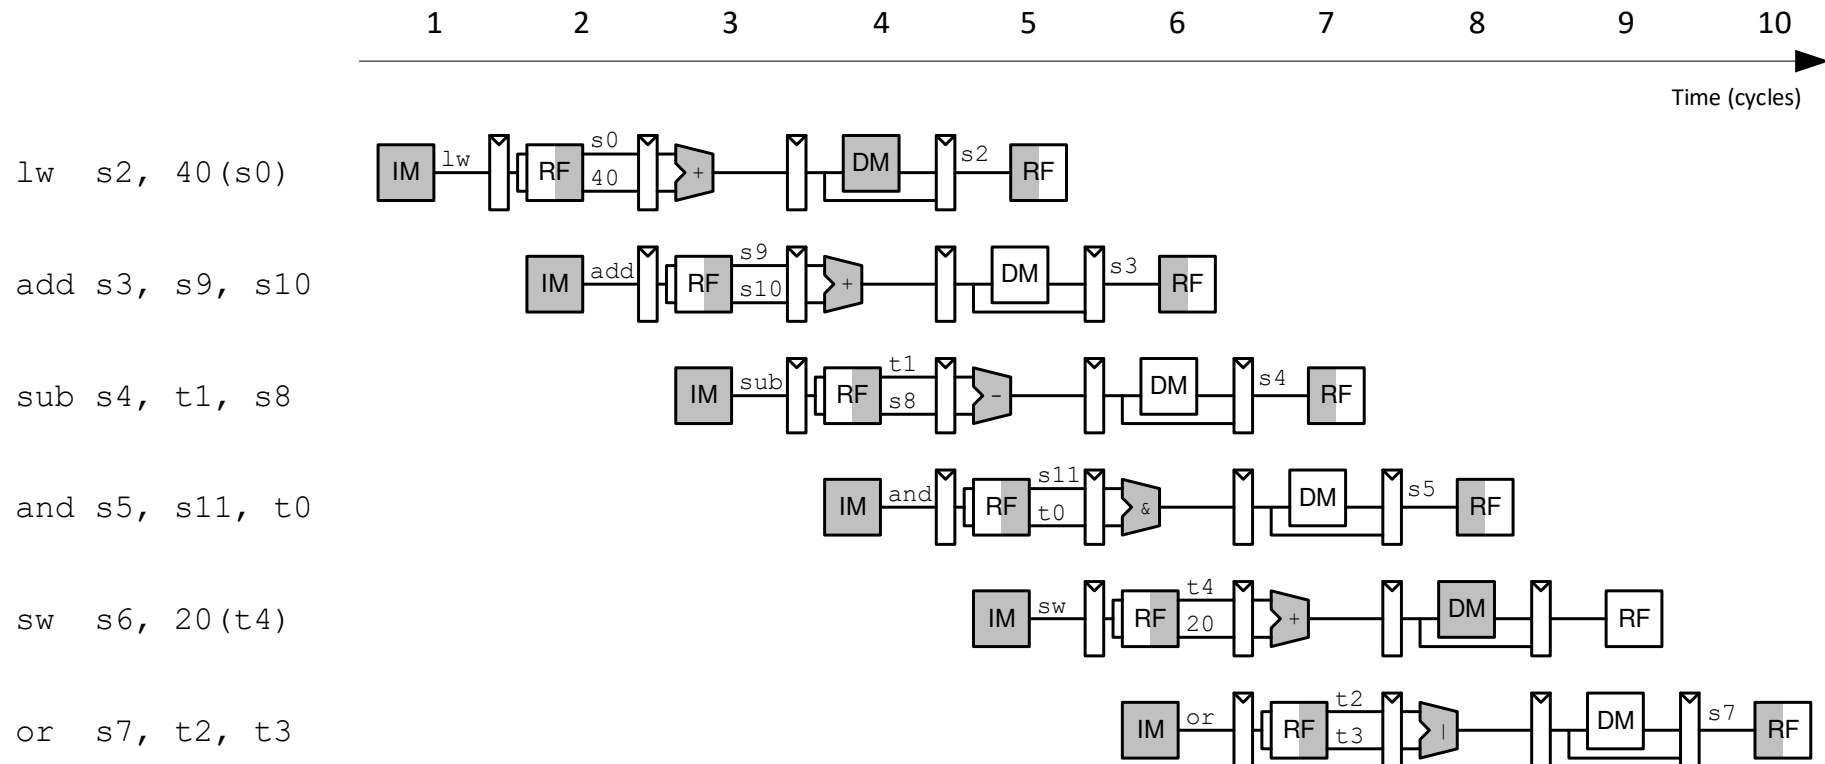 1 2 3 4 5 6 7 8 9 10
Time (cycles)
lw s2, 40(s0) IM lw RF s0 40 + DM s2 RF
add s3, s9, s10 IM add RF s9 s10 + DM s3 RF
sub s4, t1, s8 IM sub RF t1 s8 - DM s4 RF
and s5, s11, t0 IM and RF s11 t0 & DM s5 RF
sw s6, 20(t4) IM sw RF t4 20 + DM RF
or s7, t2, t3 IM or RF t2 t3 | DM s7 RF